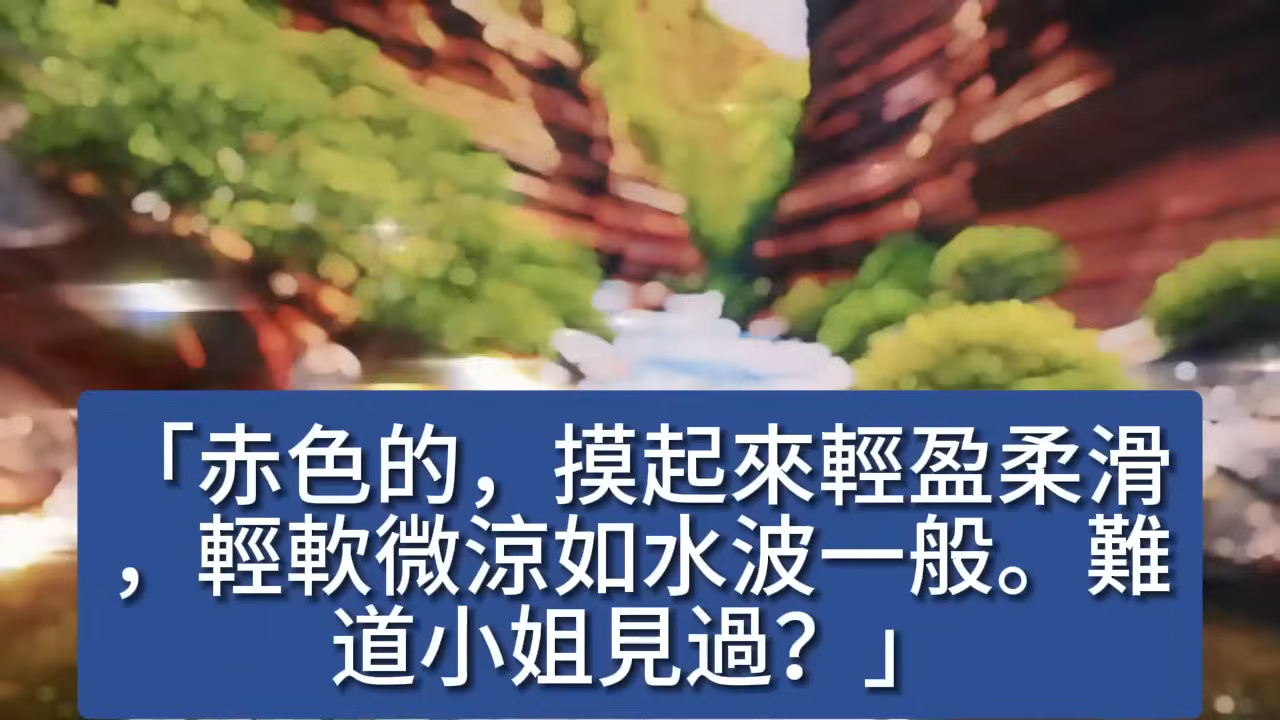 「赤色的，摸起來輕盈柔滑
，輕軟微涼如水波一般。難
道小姐見過？」